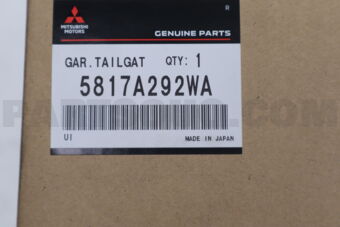 R
MITSUBISHI
MOTORS
GENUINE PARTS
GAR.TAILGAT QTY: 1
5817A292WA
UI
MADE IN JAPAN